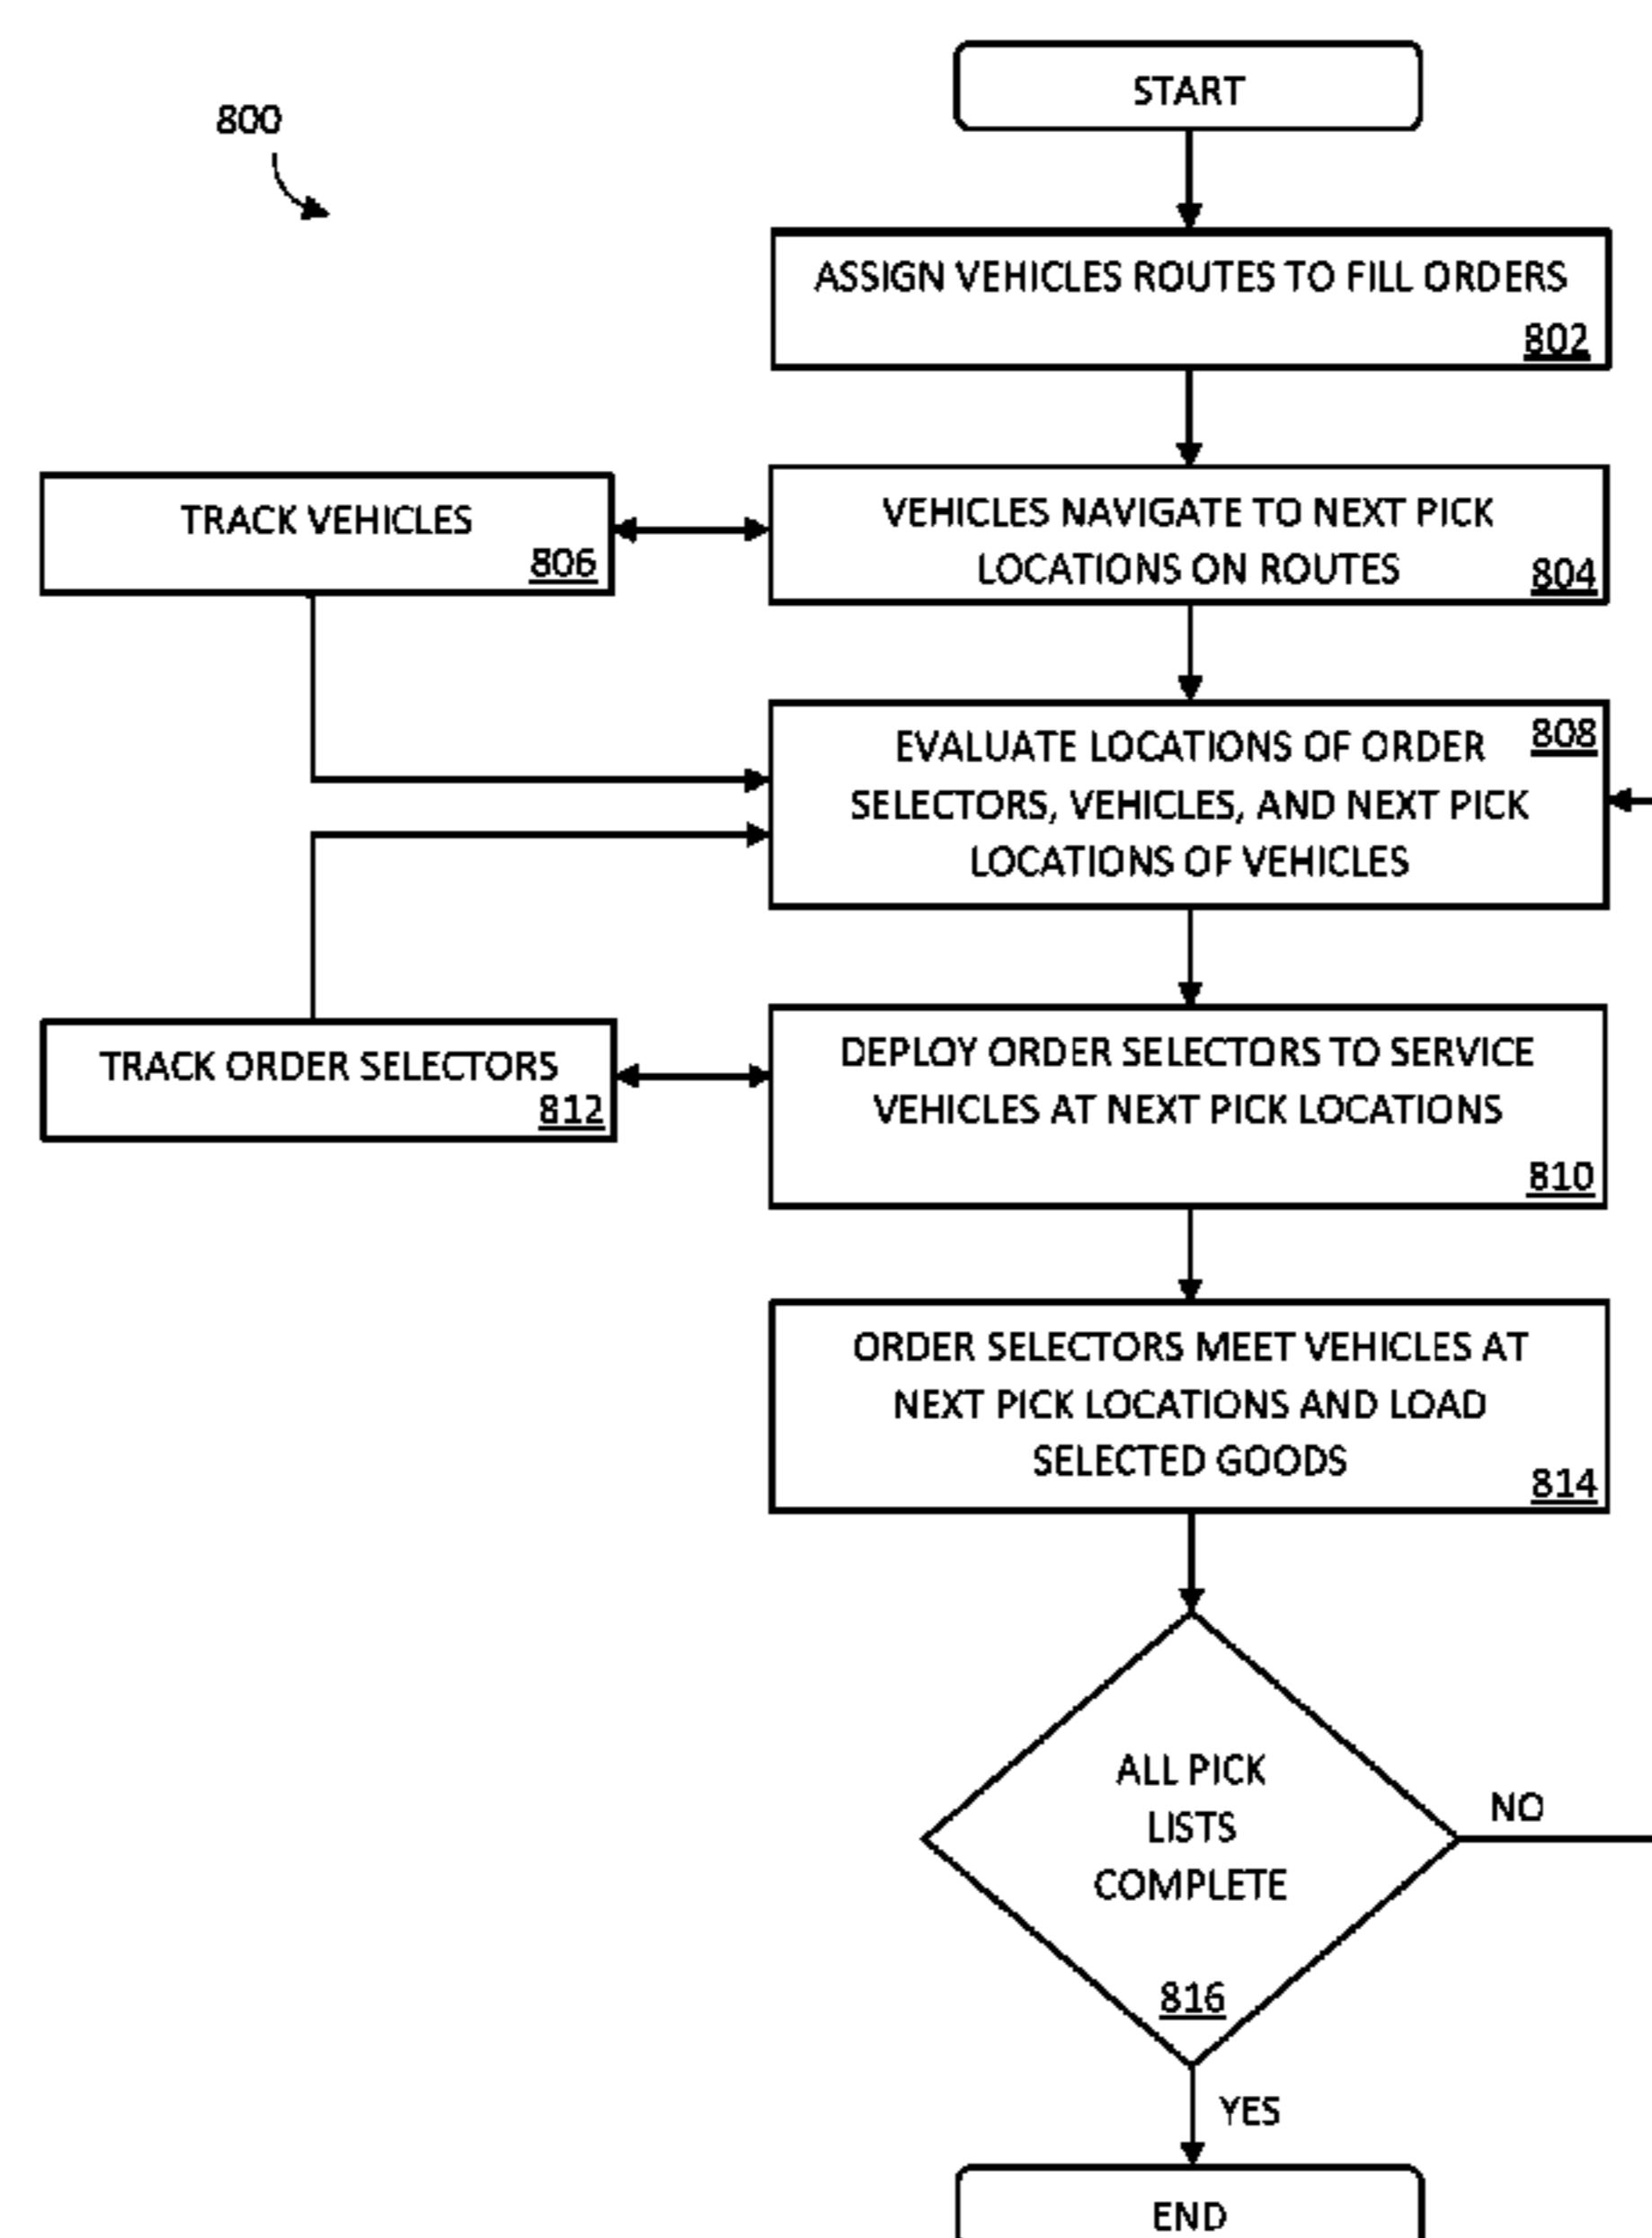 800
START
ASSIGN VEHICLES ROUTES TO FILL ORDERS
802
TRACK VEHICLES
806
VEHICLES NAVIGATE TO NEXT PICK
LOCATIONS ON ROUTES
804
808
EVALUATE LOCATIONS OF ORDER
SELECTORS, VEHICLES, AND NEXT PICK
LOCATIONS OF VEHICLES
TRACK ORDER SELECTORS
812
DEPLOY ORDER SELECTORS TO SERVICE
VEHICLES AT NEXT PICK LOCATIONS
810
ORDER SELECTORS MEET VEHICLES AT
NEXT PICK LOCATIONS AND LOAD
SELECTED GOODS
814
ALL PICK
LISTS
COMPLETE
816
NO
YES
END